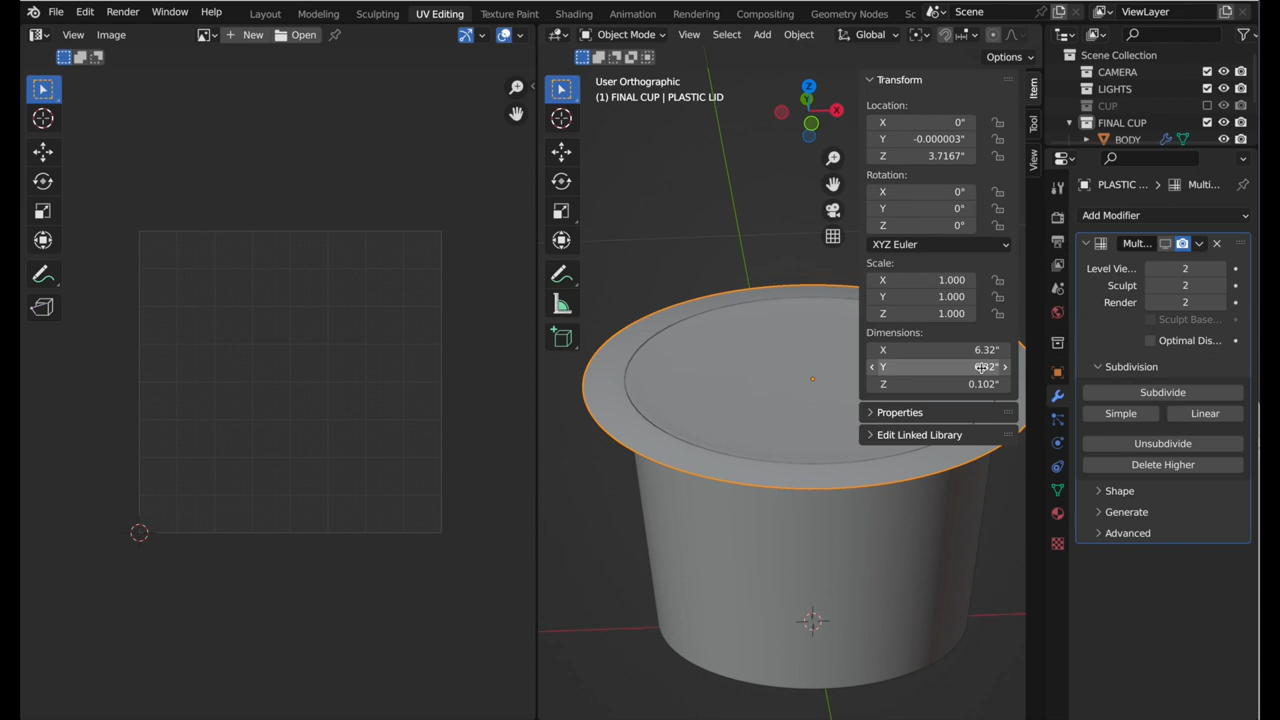 File Edit Render Window Help Layout Modeling Sculpting UV Editing Texture Paint Shading Animation Rendering Compositing Geometry Nodes Sc Scene ViewLayer
View Image New Open Object Mode View Select Add Object Global
Options
User Orthographic
(1) FINAL CUP | PLASTIC LID
Transform
Location:
X 0"
Y -0.000003"
Z 3.7167"
Rotation:
X 0°
Y 0°
Z 0°
XYZ Euler
Scale:
X 1.000
Y 1.000
Z 1.000
Dimensions:
X 6.32"
Y
Z 0.102"
Properties
Edit Linked Library
Item
Tool
View
Z
Y
X
Scene Collection
CAMERA
LIGHTS
CUP
FINAL CUP
BODY
PLASTIC ... Multi...
Add Modifier
Mult...
Level Vie... 2
Sculpt 2
Render 2
Sculpt Base...
Optimal Dis...
Subdivision
Subdivide
Simple Linear
Unsubdivide
Delete Higher
Shape
Generate
Advanced